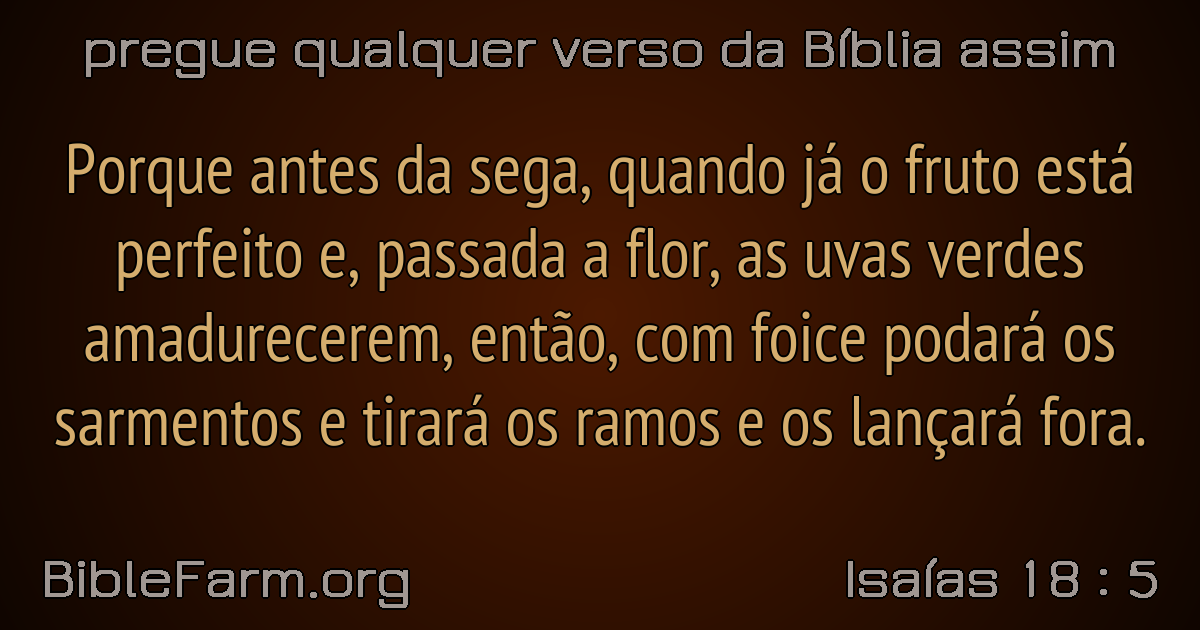 pregue qualquer verso da Bíblia assim
Porque antes da sega, quando já o fruto está
perfeito e, passada a flor, as uvas verdes
amadurecerem, então, com foice podará os
sarmentos e tirará os ramos e os lançará fora.
BibleFarm.org
Isaías 18 : 5